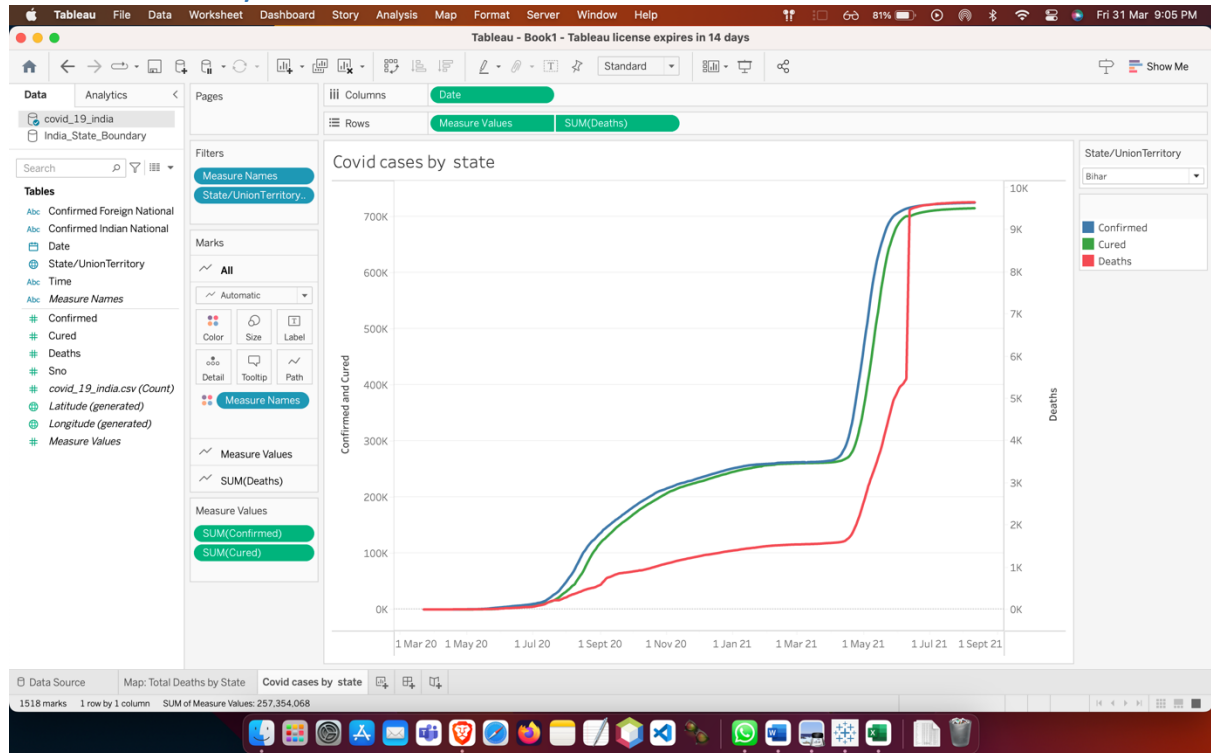 Tableau File Data Worksheet Dashboard Story Analysis Map Format Server Window Help 81% Fri 31 Mar 9:05 PM
Tableau - Book1 - Tableau license expires in 14 days
Standard Show Me
Data Analytics
covid_19_india
India_State_Boundary
Search
Tables
Abc Confirmed Foreign National
Abc Confirmed Indian National
Date
State/UnionTerritory
Abc Time
Abc Measure Names
# Confirmed
# Cured
# Deaths
# Sno
# covid_19_india.csv (Count)
Latitude (generated)
Longitude (generated)
# Measure Values
Pages
Filters
Measure Names
State/UnionTerritory..
Marks
All
Automatic
Color Size Label
Detail Tooltip Path
Measure Names
Measure Values
SUM(Deaths)
Measure Values
SUM(Confirmed)
SUM(Cured)
Columns Date
Rows Measure Values SUM(Deaths)
Covid cases by state
Confirmed and Cured
700K
600K
500K
400K
300K
200K
100K
0K
10K
9K
8K
7K
6K
5K
4K
3K
2K
1K
0K
Deaths
1 Mar 20 1 May 20 1 Jul 20 1 Sept 20 1 Nov 20 1 Jan 21 1 Mar 21 1 May 21 1 Jul 21 1 Sept 21
State/UnionTerritory
Bihar
Confirmed
Cured
Deaths
Data Source Map: Total Deaths by State Covid cases by state
1518 marks 1 row by 1 column SUM of Measure Values: 257,354,068